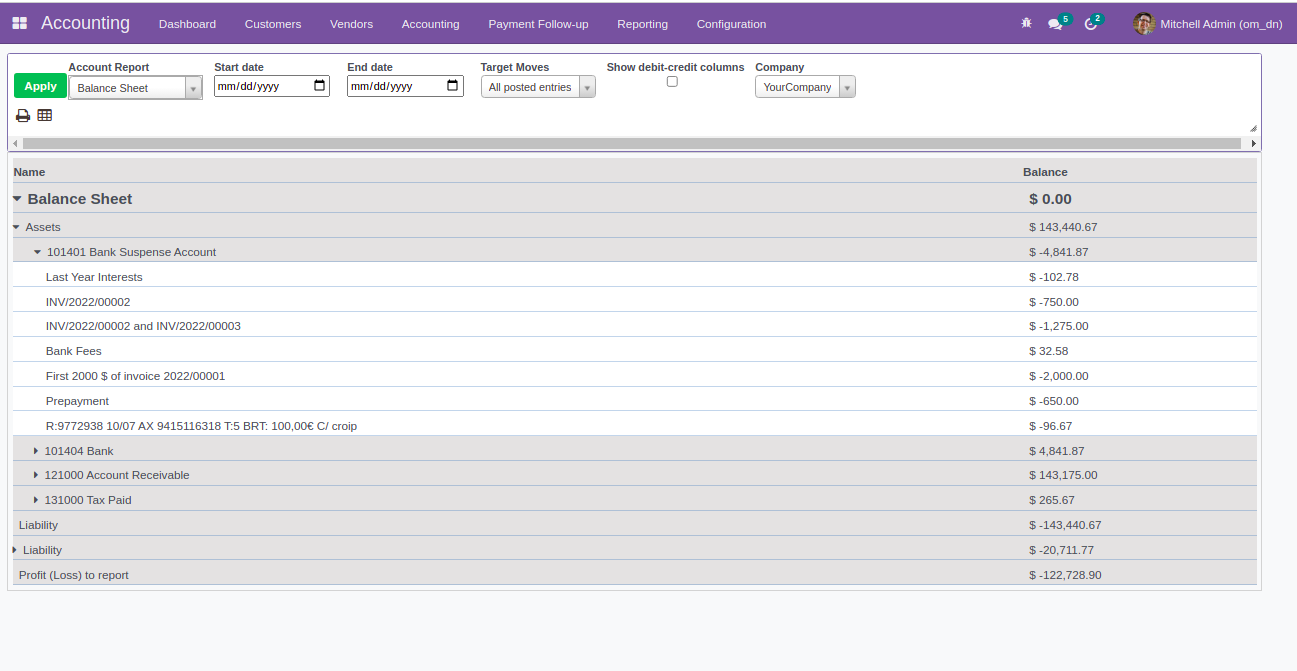 Accounting Dashboard Customers Vendors Accounting Payment Follow-up Reporting Configuration 5 2 Mitchell Admin (om_dn)
Account Report Start date End date Target Moves Show debit-credit columns Company
Apply Balance Sheet mm/dd/yyyy mm/dd/yyyy All posted entries YourCompany
Name Balance
Balance Sheet $ 0.00
Assets $ 143,440.67
101401 Bank Suspense Account $ -4,841.87
Last Year Interests $ -102.78
INV/2022/00002 $ -750.00
INV/2022/00002 and INV/2022/00003 $ -1,275.00
Bank Fees $ 32.58
First 2000 $ of invoice 2022/00001 $ -2,000.00
Prepayment $ -650.00
R:9772938 10/07 AX 9415116318 T:5 BRT: 100,00€ C/ croip $ -96.67
101404 Bank $ 4,841.87
121000 Account Receivable $ 143,175.00
131000 Tax Paid $ 265.67
Liability $ -143,440.67
Liability $ -20,711.77
Profit (Loss) to report $ -122,728.90